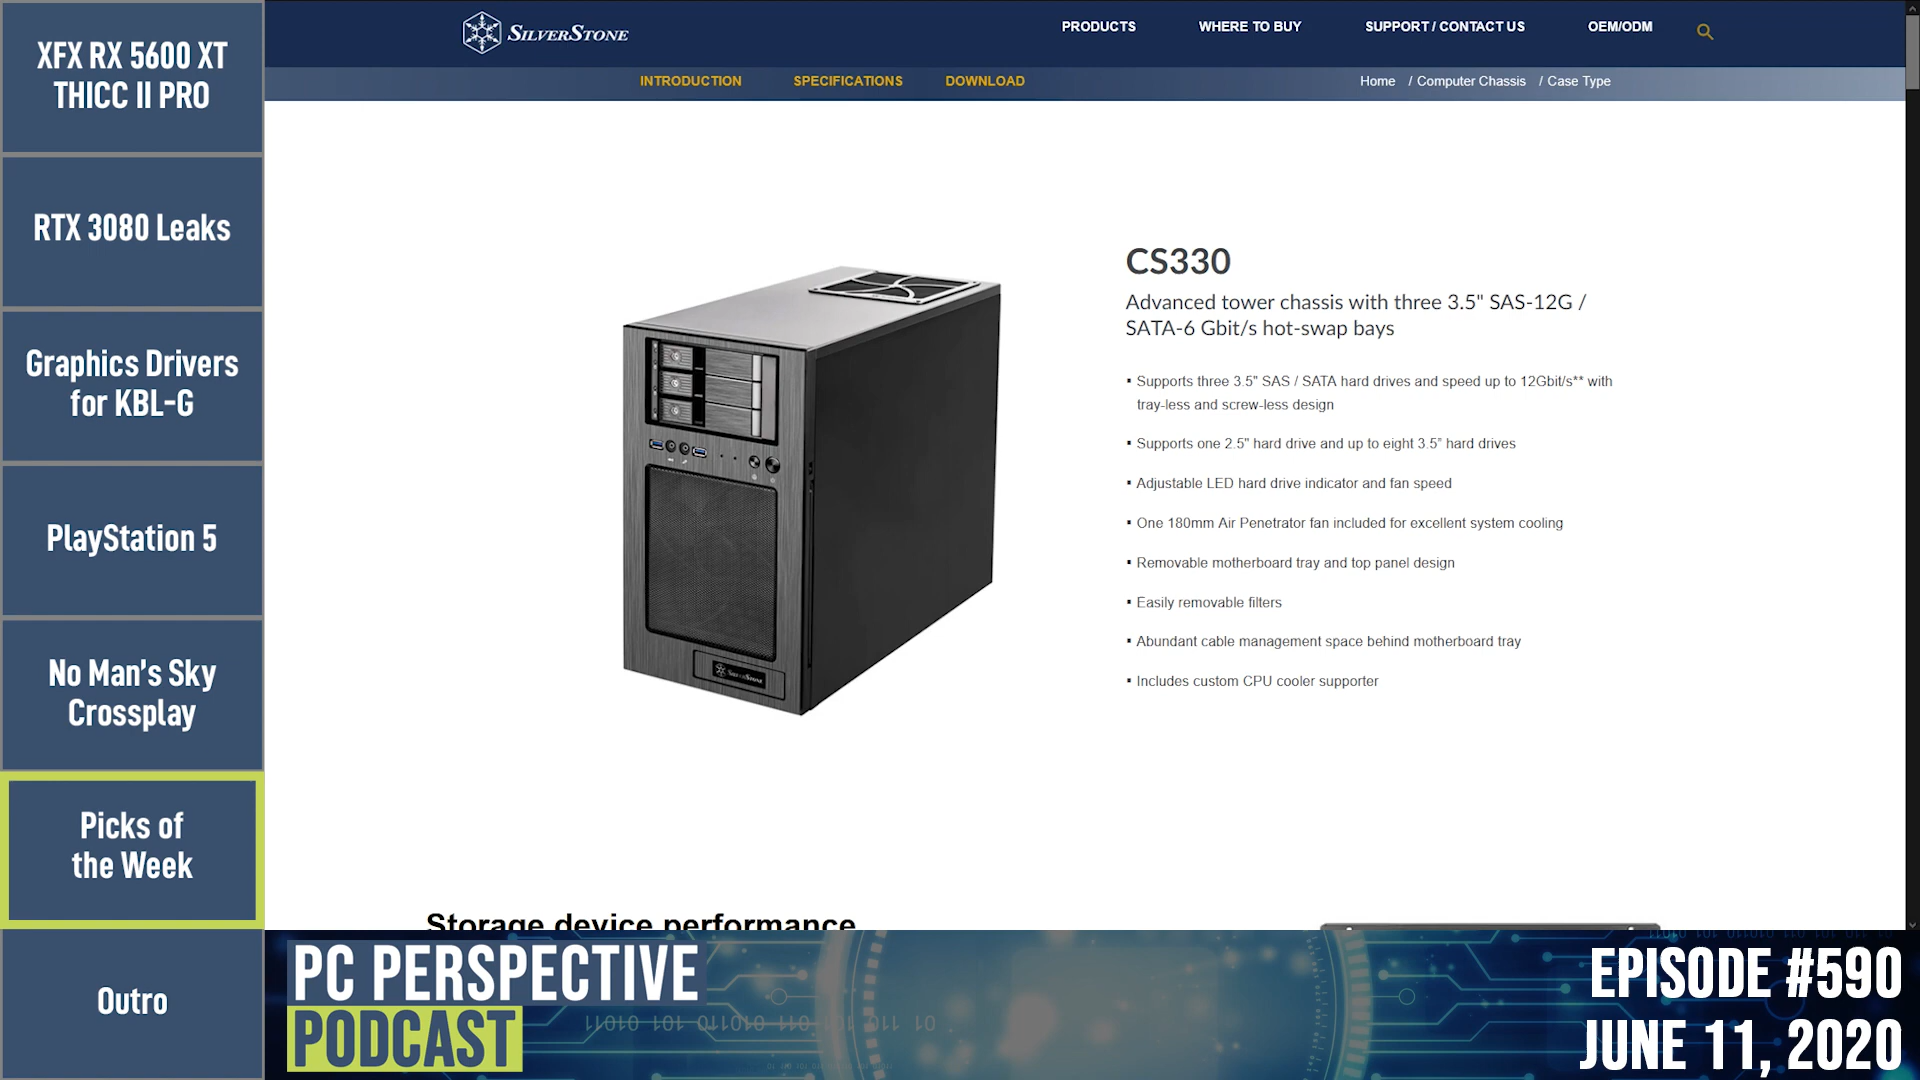 XFX RX 5600 XT
THICC II PRO
RTX 3080 Leaks
Graphics Drivers
for KBL-G
PlayStation 5
No Man's Sky
Crossplay
Picks of
the Week
Outro
SILVERSTONE
PRODUCTS
WHERE TO BUY
SUPPORT / CONTACT US
OEM/ODM
INTRODUCTION
SPECIFICATIONS
DOWNLOAD
Home / Computer Chassis / Case Type
CS330
Advanced tower chassis with three 3.5" SAS-12G /
SATA-6 Gbit/s hot-swap bays
▪ Supports three 3.5" SAS / SATA hard drives and speed up to 12Gbit/s** with
tray-less and screw-less design
▪ Supports one 2.5" hard drive and up to eight 3.5” hard drives
▪ Adjustable LED hard drive indicator and fan speed
▪ One 180mm Air Penetrator fan included for excellent system cooling
▪ Removable motherboard tray and top panel design
▪ Easily removable filters
▪ Abundant cable management space behind motherboard tray
▪ Includes custom CPU cooler supporter
SILVERSTONE
Storage device performance
PC PERSPECTIVE
PODCAST
EPISODE #590
JUNE 11, 2020